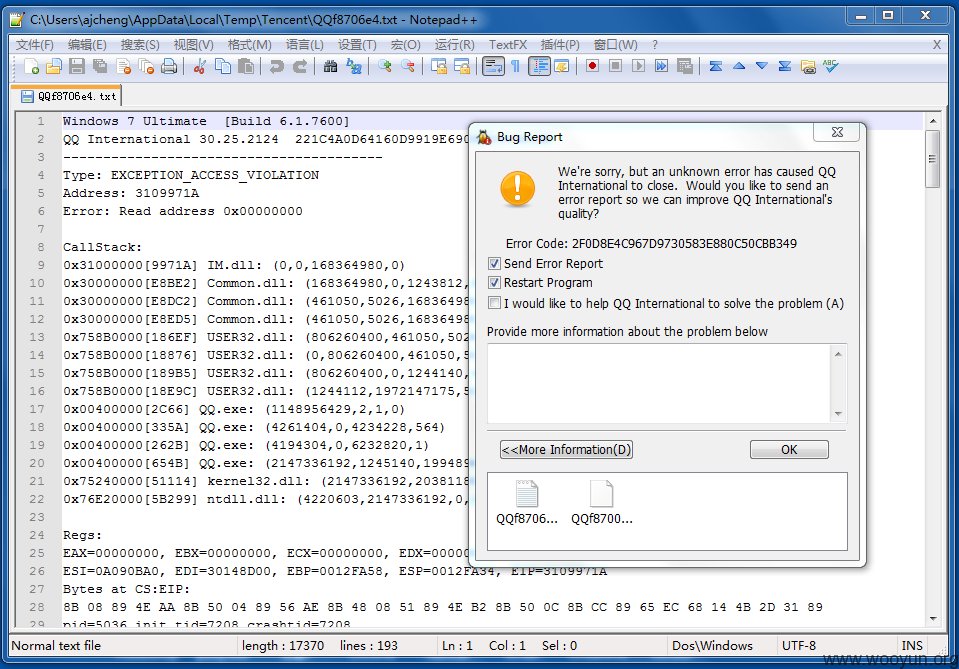 C:\Users\ajcheng\AppData\Local\Temp\Tencent\QQf8706e4.txt - Notepad++
文件(F) 编辑(E) 搜索(S) 视图(V) 格式(M) 语言(L) 设置(T) 宏(O) 运行(R) TextFX 插件(P) 窗口(W) ? X
QQf8706e4.txt
1 Windows 7 Ultimate [Build 6.1.7600]
2 QQ International 30.25.2124 221C4A0D64160D9919E690
3 ----------------------------------------
4 Type: EXCEPTION_ACCESS_VIOLATION
5 Address: 3109971A
6 Error: Read address 0x00000000
7
8 CallStack:
9 0x31000000[9971A] IM.dll: (0,0,168364980,0)
10 0x30000000[E8BE2] Common.dll: (168364980,0,1243812,
11 0x30000000[E8DC2] Common.dll: (461050,5026,16836498
12 0x30000000[E8ED5] Common.dll: (461050,5026,16836498
13 0x758B0000[186EF] USER32.dll: (806260400,461050,502
14 0x758B0000[18876] USER32.dll: (0,806260400,461050,5
15 0x758B0000[189B5] USER32.dll: (806260400,0,1244140,
16 0x758B0000[18E9C] USER32.dll: (1244112,1972147175,5
17 0x00400000[2C66] QQ.exe: (1148956429,2,1,0)
18 0x00400000[335A] QQ.exe: (4261404,0,4234228,564)
19 0x00400000[262B] QQ.exe: (4194304,0,6232820,1)
20 0x00400000[654B] QQ.exe: (2147336192,1245140,199489
21 0x75240000[51114] kernel32.dll: (2147336192,2038118
22 0x76E20000[5B299] ntdll.dll: (4220603,2147336192,0,
23
24 Regs:
25 EAX=00000000, EBX=00000000, ECX=00000000, EDX=0000
26 ESI=0A090BA0, EDI=30148D00, EBP=0012FA58, ESP=0012FA34, EIP=3109971A
27 Bytes at CS:EIP:
28 8B 08 89 4E AA 8B 50 04 89 56 AE 8B 48 08 51 89 4E B2 8B 50 0C 8B CC 89 65 EC 68 14 4B 2D 31 89
29 pid=5036 init tid=7208 crashtid=7208
Bug Report
We're sorry, but an unknown error has caused QQ
International to close. Would you like to send an
error report so we can improve QQ International's
quality?
Error Code: 2F0D8E4C967D9730583E880C50CBB349
Send Error Report
Restart Program
I would like to help QQ International to solve the problem (A)
Provide more information about the problem below
<<More Information(D)
OK
QQf8706... QQf8700...
Normal text file length : 17370 lines : 193 Ln : 1 Col : 1 Sel : 0 Dos\Windows UTF-8 INS
www.wooyun.org